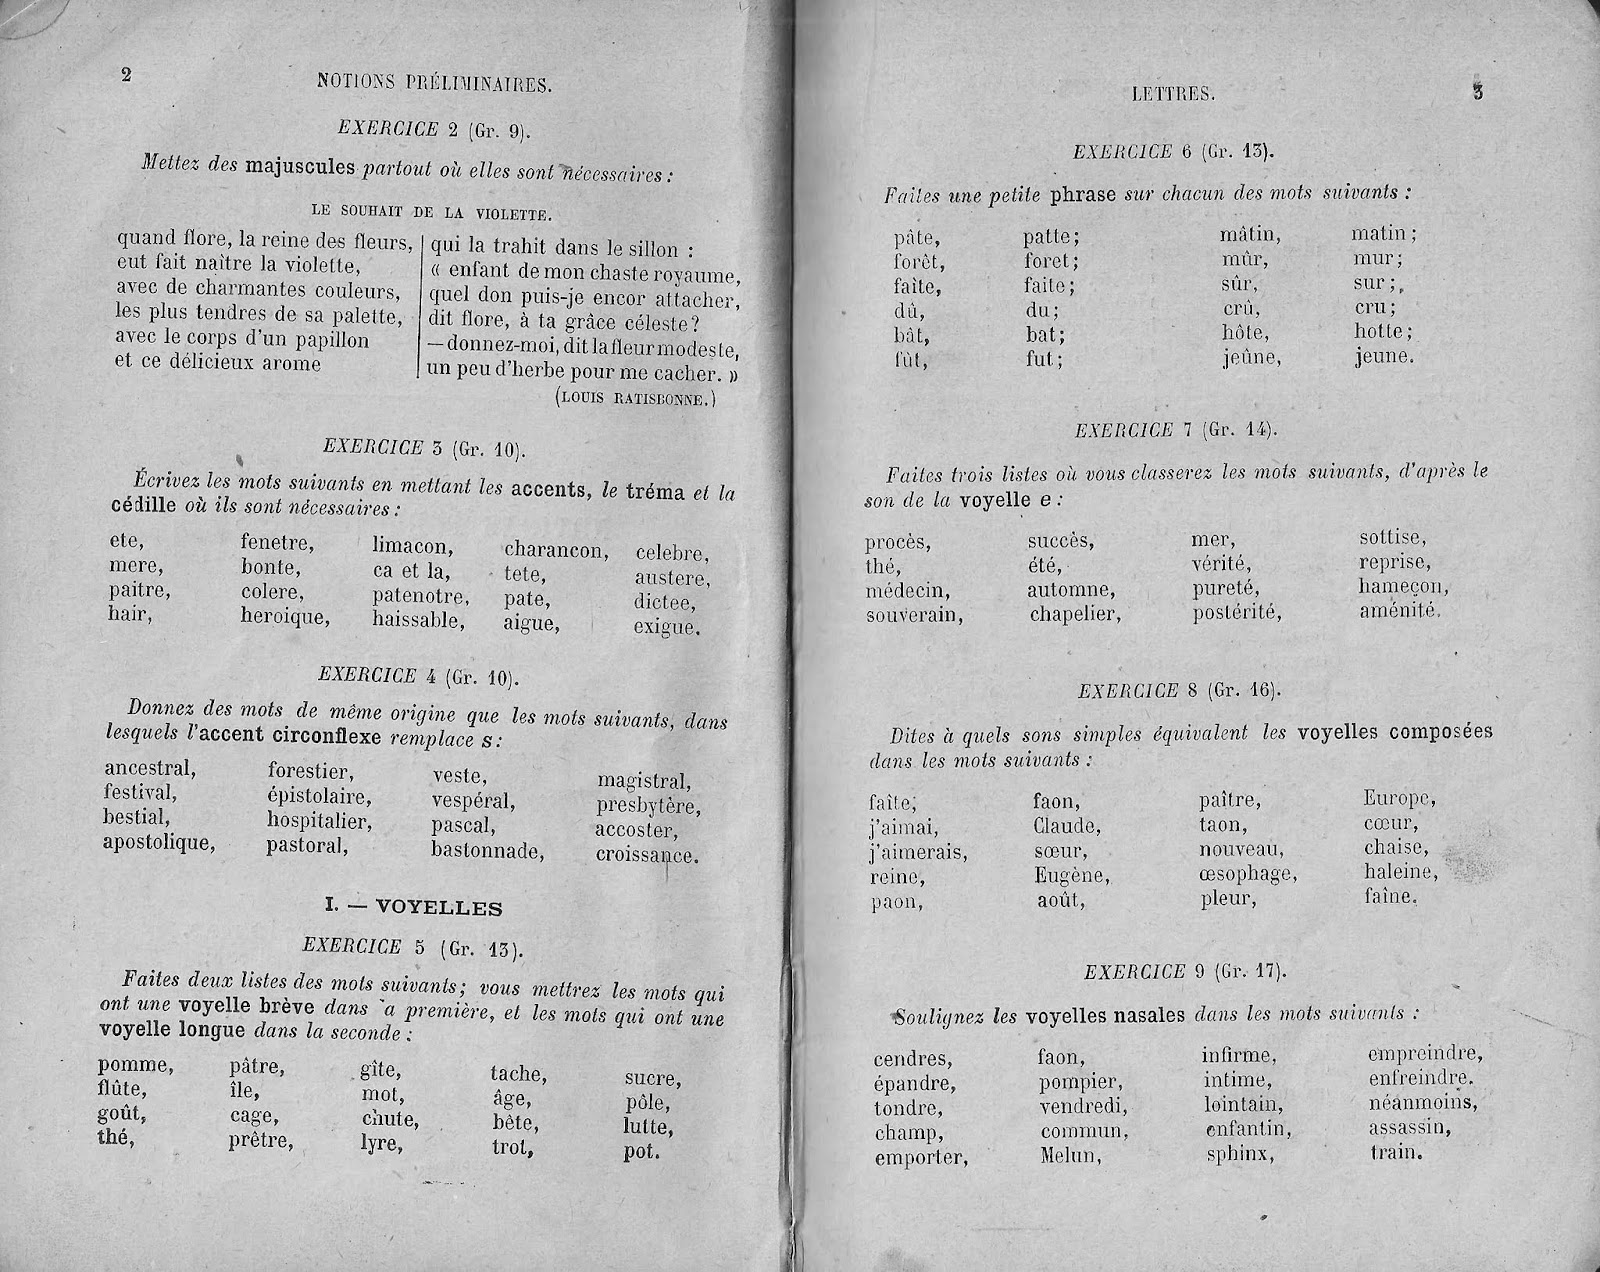 2
NOTIONS PRÉLIMINAIRES.
EXERCICE 2 (Gr. 9).
Mettez des majuscules partout où elles sont nécessaires :
LE SOUHAIT DE LA VIOLETTE.
quand flore, la reine des fleurs,
eut fait naître la violette,
avec de charmantes couleurs,
les plus tendres de sa palette,
avec le corps d'un papillon
et ce délicieux arome
qui la trahit dans le sillon :
« enfant de mon chaste royaume,
quel don puis-je encor attacher,
dit flore, à ta grâce céleste?
— donnez-moi, dit la fleur modeste,
un peu d'herbe pour me cacher. »
(LOUIS RATISBONNE.)
EXERCICE 3 (Gr. 10).
Écrivez les mots suivants en mettant les accents, le tréma et la
cédille où ils sont nécessaires :
ete, fenetre, limacon, charancon, celebre,
mere, bonte, ca et la, tete, austere,
paitre, colere, patenotre, pate, dictee,
hair, heroique, haissable, aigue, exigue.
EXERCICE 4 (Gr. 10).
Donnez des mots de même origine que les mots suivants, dans
lesquels l'accent circonflexe remplace s :
ancestral, forestier, veste, magistral,
festival, épistolaire, vespéral, presbytère,
bestial, hospitalier, pascal, accoster,
apostolique, pastoral, bastonnade, croissance.
I. — VOYELLES
EXERCICE 5 (Gr. 13).
Faites deux listes des mots suivants; vous mettrez les mots qui
ont une voyelle brève dans 'a première, et les mots qui ont une
voyelle longue dans la seconde :
pomme, pâtre, gîte, tache, sucre,
flûte, île, mot, âge, pôle,
goût, cage, chute, bête, lutte,
thé, prêtre, lyre, trot, pot.
LETTRES.
3
EXERCICE 6 (Gr. 13).
Faites une petite phrase sur chacun des mots suivants :
pâte, patte; mâtin, matin;
forêt, foret; mûr, mur;
faîte, faite; sûr, sur;
dû, du; crû, cru;
bât, bat; hôte, hotte;
fût, fut; jeûne, jeune.
EXERCICE 7 (Gr. 14).
Faites trois listes où vous classerez les mots suivants, d'après le
son de la voyelle e :
procès, succès, mer, sottise,
thé, été, vérité, reprise,
médecin, automne, pureté, hameçon,
souverain, chapelier, postérité, aménité.
EXERCICE 8 (Gr. 16).
Dites à quels sons simples équivalent les voyelles composées
dans les mots suivants :
faîte, faon, paître, Europe,
j'aimai, Claude, taon, cœur,
j'aimerais, sœur, nouveau, chaise,
reine, Eugène, œsophage, haleine,
paon, août, pleur, faîne.
EXERCICE 9 (Gr. 17).
Soulignez les voyelles nasales dans les mots suivants :
cendres, faon, infirme, empreindre,
épandre, pompier, intime, enfreindre.
tondre, vendredi, lointain, néanmoins,
champ, commun, enfantin, assassin,
emporter, Melun, sphinx, train.